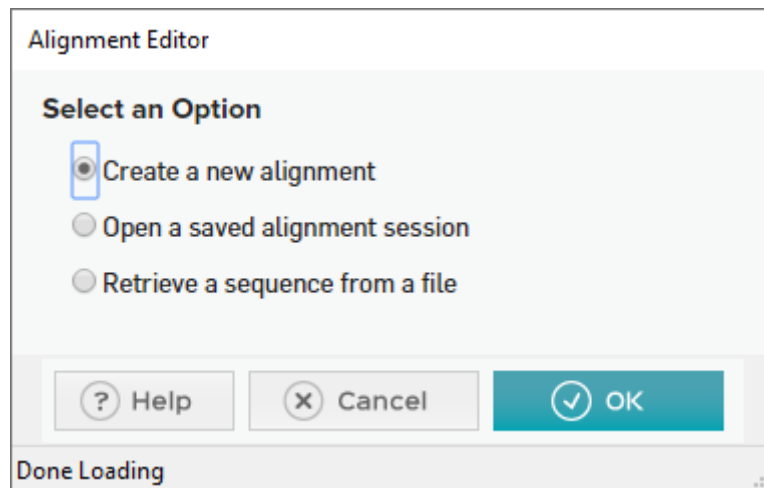 Alignment Editor
Select an Option
Create a new alignment
Open a saved alignment session
Retrieve a sequence from a file
? Help
Cancel
OK
Done Loading